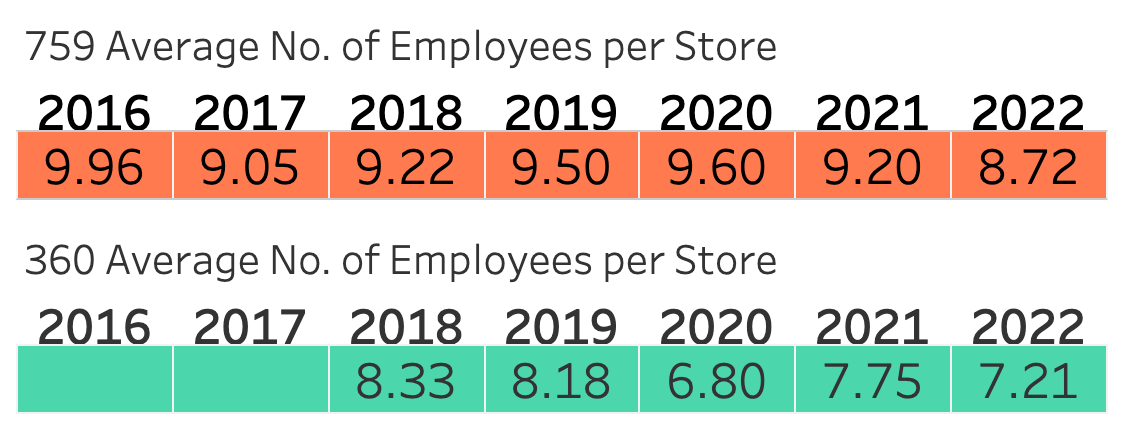 759 Average No. of Employees per Store
2016 2017 2018 2019 2020 2021 2022
9.96 9.05 9.22 9.50 9.60 9.20 8.72
360 Average No. of Employees per Store
2016 2017 2018 2019 2020 2021 2022
8.33 8.18 6.80 7.75 7.21